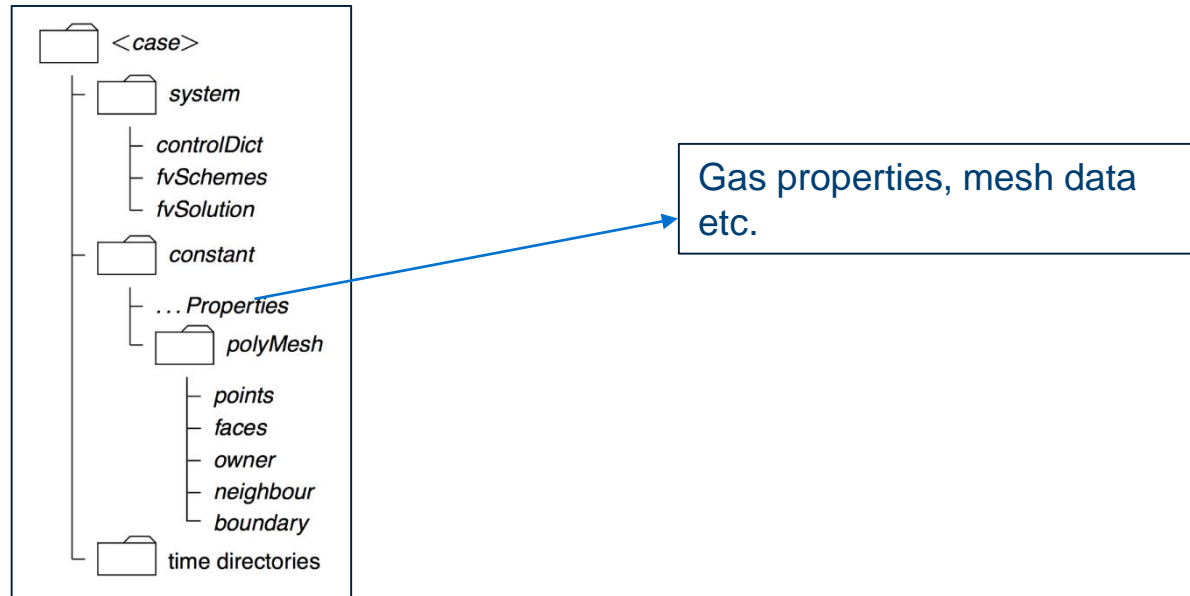 <case>
system
controlDict
fvSchemes
fvSolution
constant
...Properties
polyMesh
points
faces
owner
neighbour
boundary
time directories
Gas properties, mesh data
etc.